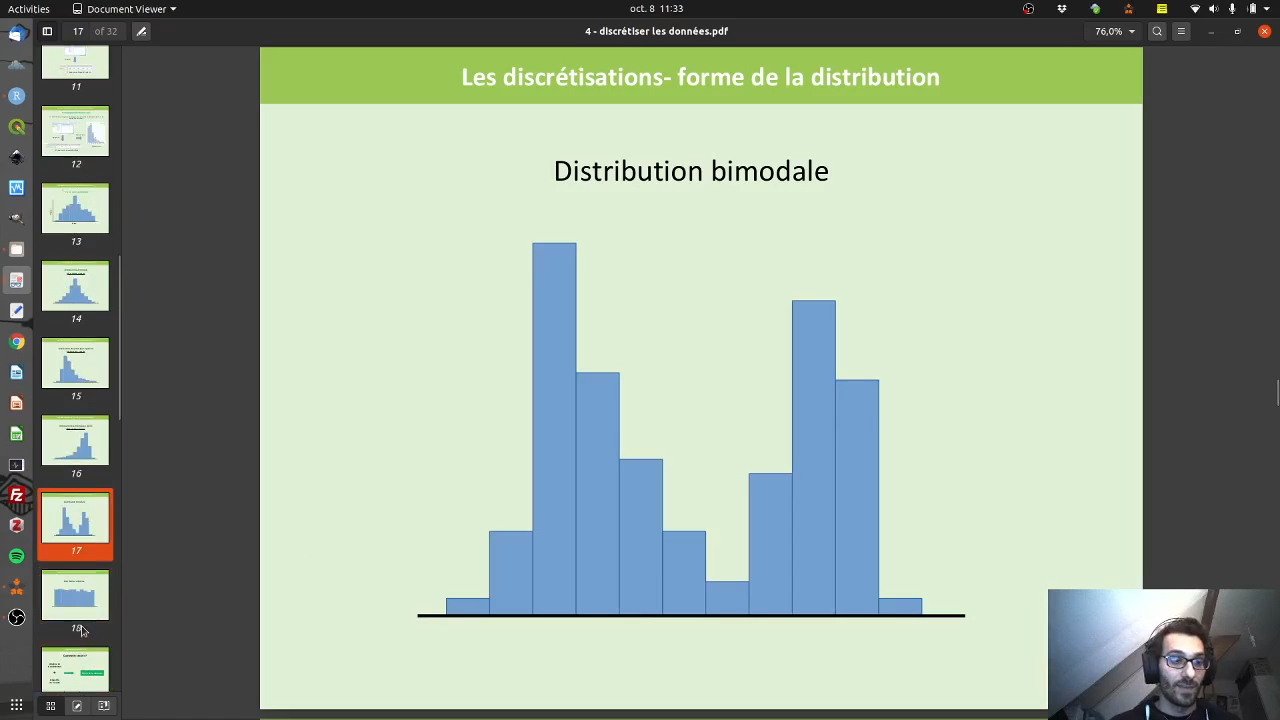 Activities
Document Viewer
oct. 8 11:33
17 of 32
4 - discrétiser les données.pdf
76,0%
Les discrétisations- forme de la distribution
Distribution bimodale
11
12
13
14
15
16
17
18